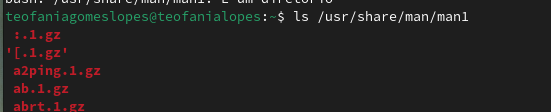 bash: /usr/share/man/man1: É um diretório
teofaniagomeslopes@teofanialopes:~$ ls /usr/share/man/man1
:.1.gz
'[.1.gz'
a2ping.1.gz
ab.1.gz
abrt.1.gz